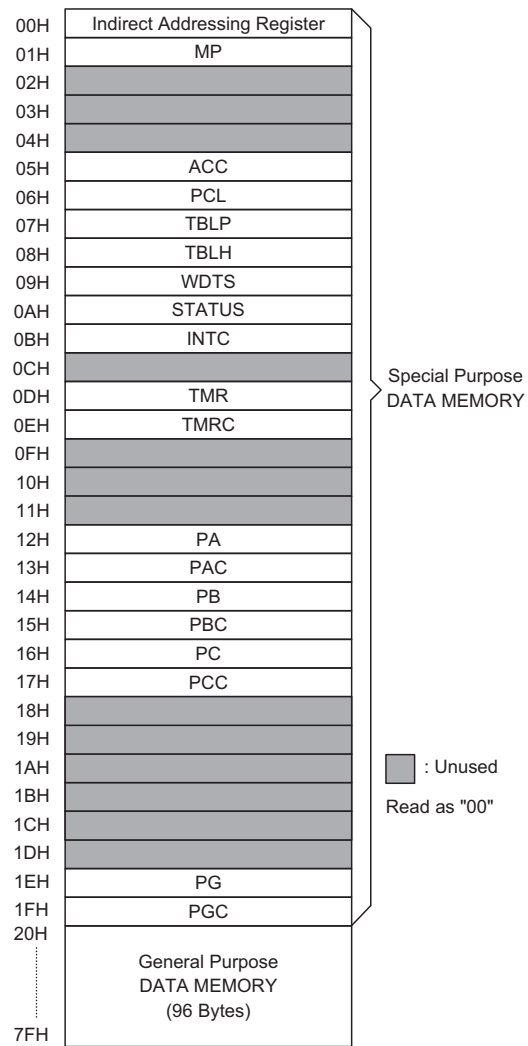 00H Indirect Addressing Register
01H MP
02H
03H
04H
05H ACC
06H PCL
07H TBLP
08H TBLH
09H WDTS
0AH STATUS
0BH INTC
0CH
0DH TMR
0EH TMRC
0FH
10H
11H
12H PA
13H PAC
14H PB
15H PBC
16H PC
17H PCC
18H
19H
1AH
1BH
1CH
1DH
1EH PG
1FH PGC
20H
General Purpose
DATA MEMORY
(96 Bytes)
7FH
Special Purpose
DATA MEMORY
: Unused
Read as "00"